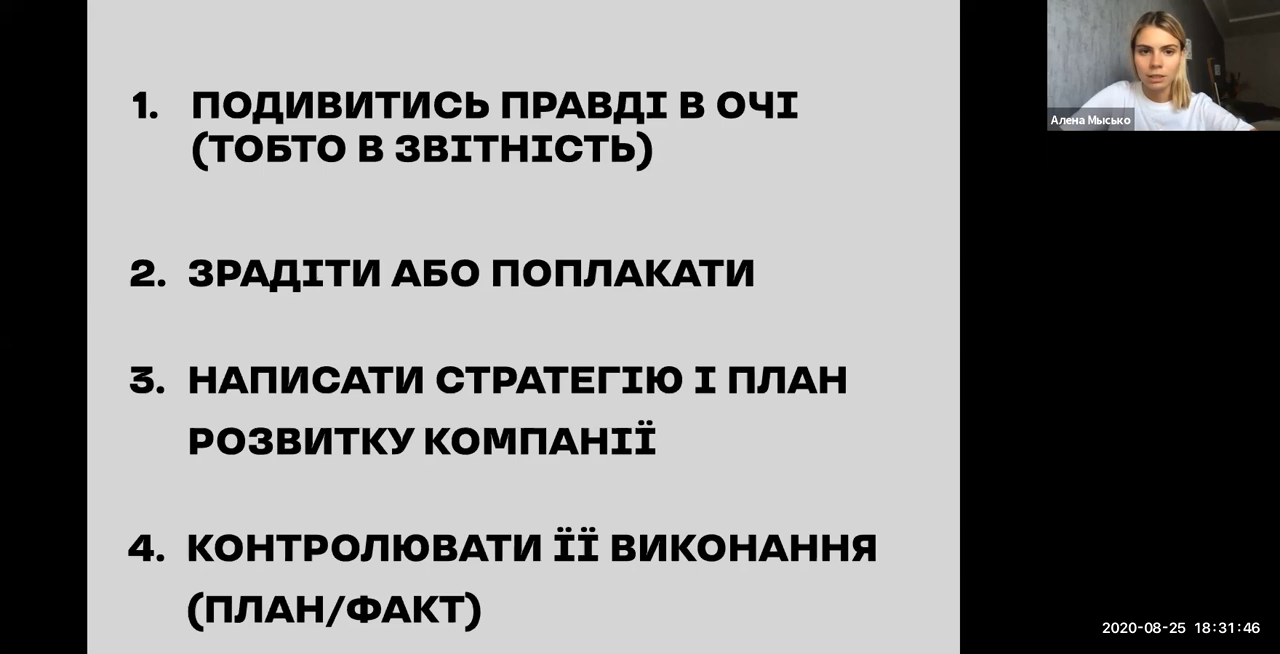 1. ПОДИВИТИСЬ ПРАВДІ В ОЧІ
(ТОБТО В ЗВІТНІСТЬ)
2. ЗРАДІТИ АБО ПОПЛАКАТИ
3. НАПИСАТИ СТРАТЕГІЮ І ПЛАН
РОЗВИТКУ КОМПАНІЇ
4. КОНТРОЛЮВАТИ ЇЇ ВИКОНАННЯ
(ПЛАН/ФАКТ)
Алена Мысько
2020-08-25 18:31:46